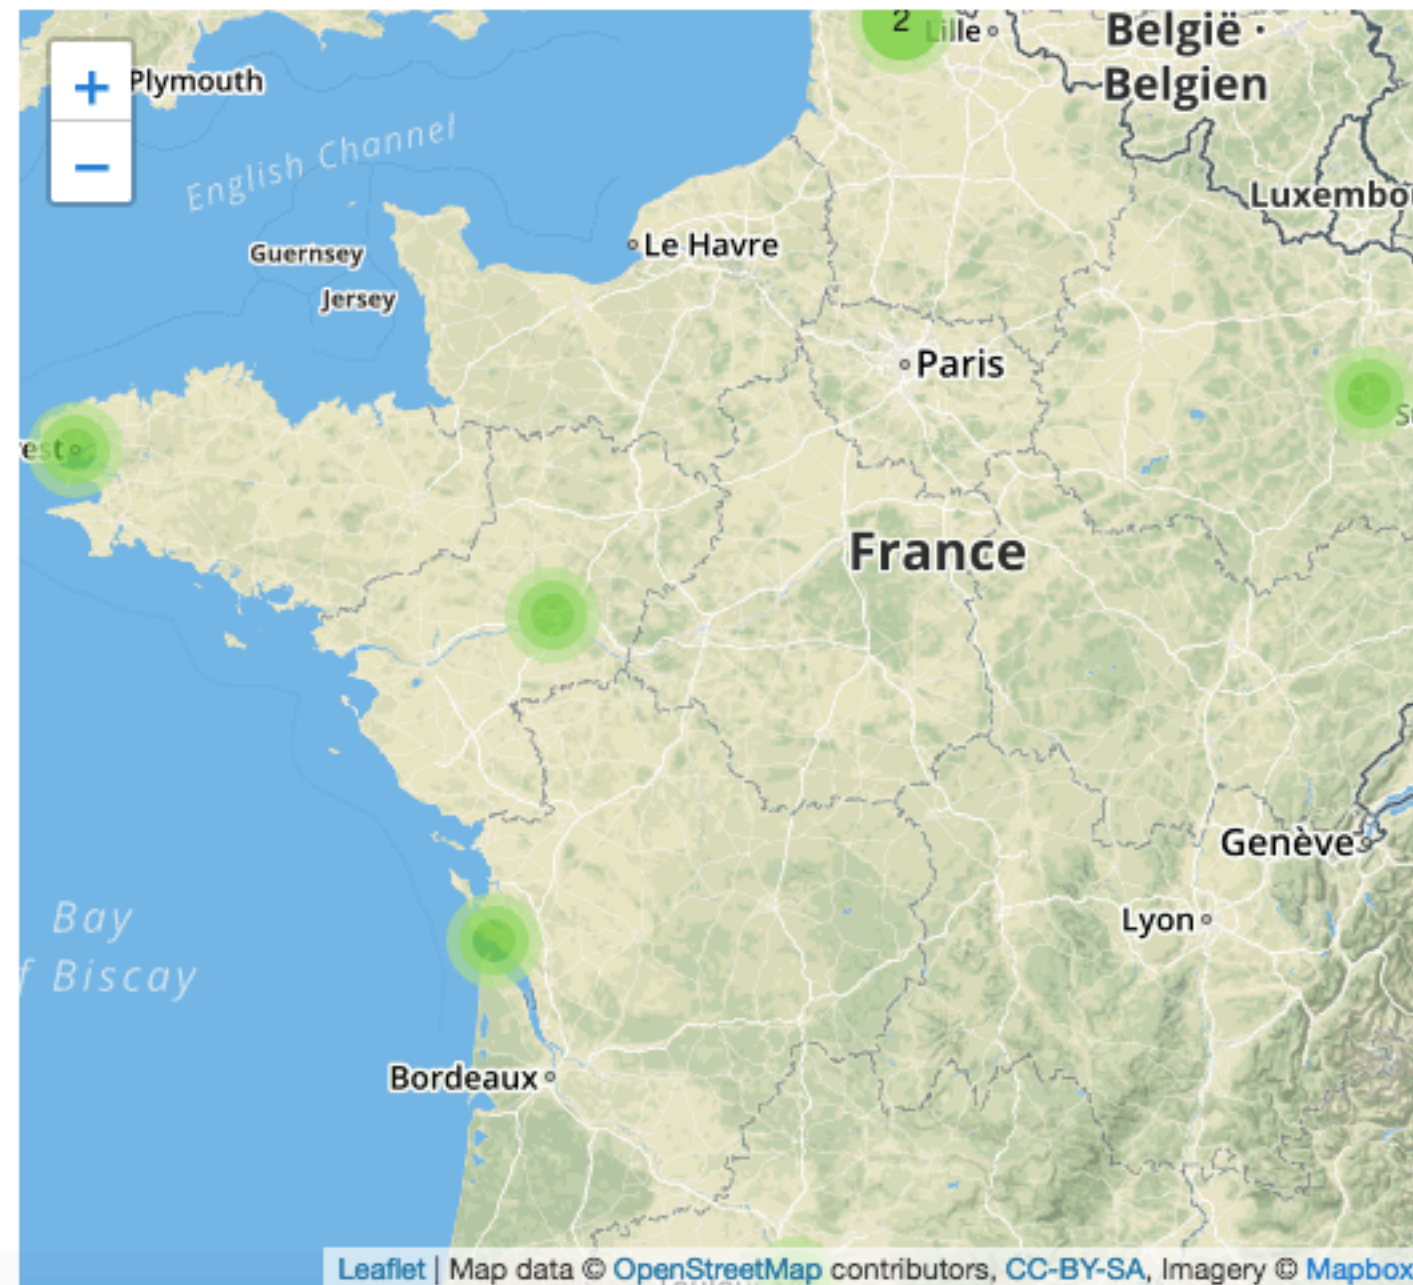 2
Lille
België ·
Belgien
+
Plymouth
−
English Channel
Luxembo
Guernsey
Le Havre
Jersey
Paris
est
France
Genève
Bay
f Biscay
Lyon
Bordeaux
Leaflet | Map data © OpenStreetMap contributors, CC-BY-SA, Imagery © Mapbox